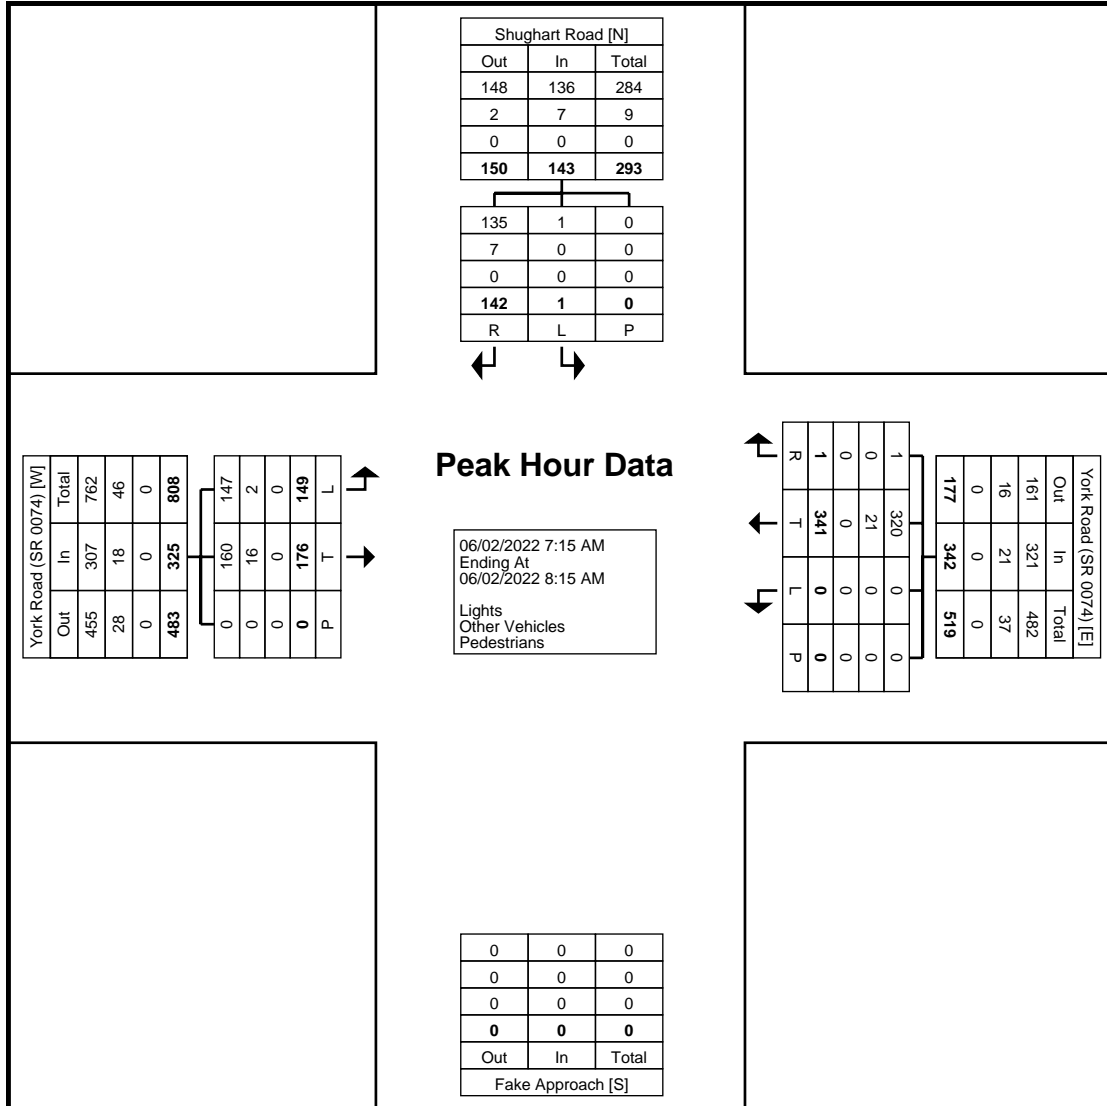 Shughart Road [N]
Out In Total
148 136 284
2 7 9
0 0 0
150 143 293
135 1 0
7 0 0
0 0 0
142 1 0
R L P
York Road (SR 0074) [W]
Total In Out
762 307 455
46 18 28
0 0 0
808 325 483
147 160 0
2 16 0
0 0 0
149 176 0
L T P
Peak Hour Data
06/02/2022 7:15 AM
Ending At
06/02/2022 8:15 AM
Lights
Other Vehicles
Pedestrians
R T L P
1 341 0 0
0 0 0 0
0 21 0 0
1 320 0 0
177 342 519
0 0 0
16 21 37
161 321 482
Out In Total
York Road (SR 0074) [E]
0 0 0
0 0 0
0 0 0
0 0 0
Out In Total
Fake Approach [S]